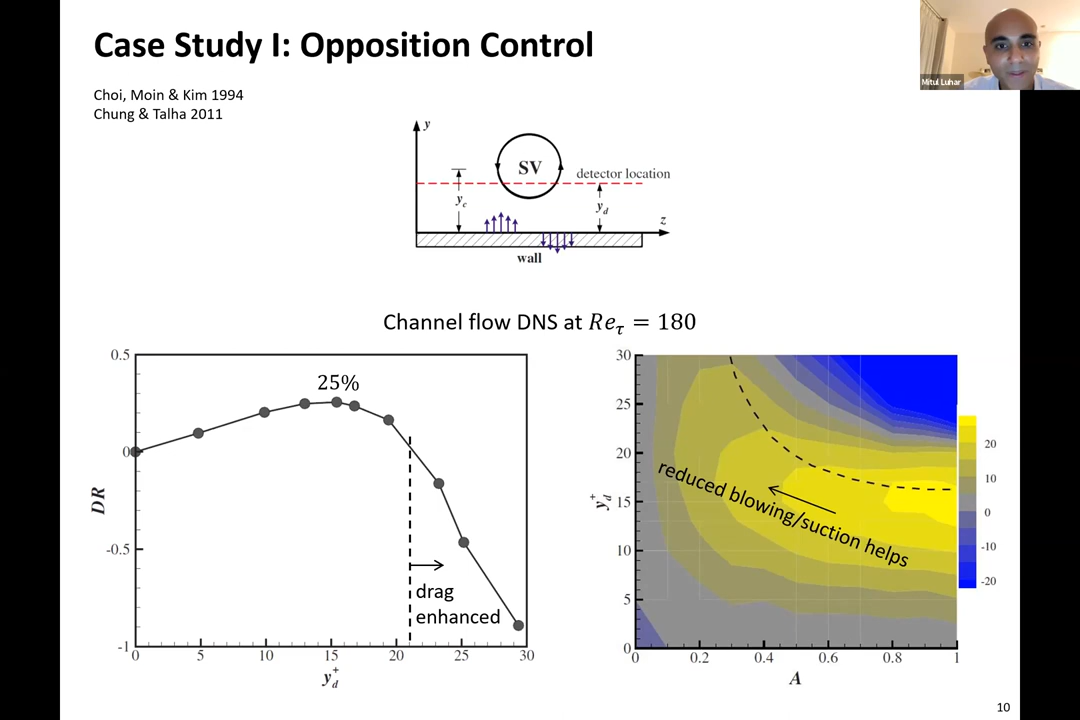 Case Study I: Opposition Control
Mitul Luhar
Choi, Moin & Kim 1994
Chung & Talha 2011
y
SV
detector location
y_c
y_d
z
wall
Channel flow DNS at Re_τ = 180
0.5
0
-0.5
-1
DR
25%
drag
enhanced
0 5 10 15 20 25 30
y_d^+
30
25
20
15
10
5
0
y_d^+
reduced blowing/suction helps
0 0.2 0.4 0.6 0.8 1
A
20
10
0
-10
-20
10